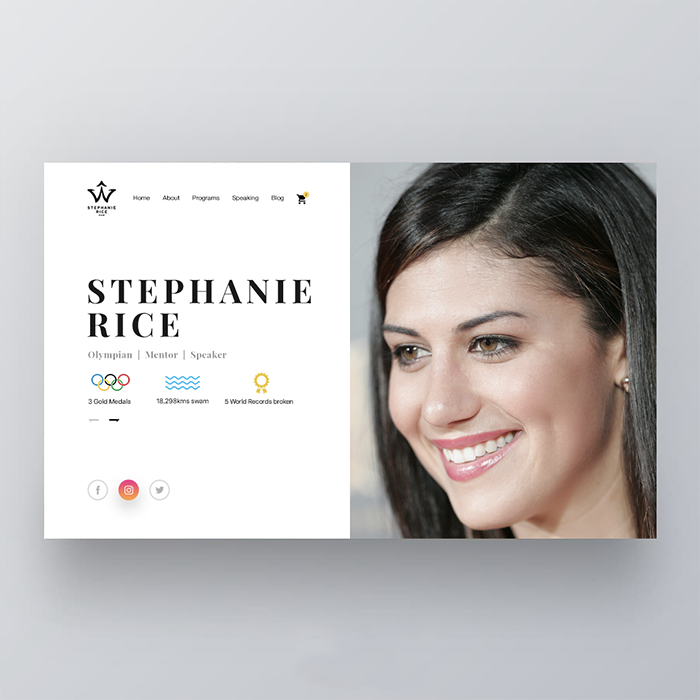 STEPHANIE
RICE
Home About Programs Speaking Blog
STEPHANIE
RICE
Olympian | Mentor | Speaker
3 Gold Medals 18,298kms swam 5 World Records broken